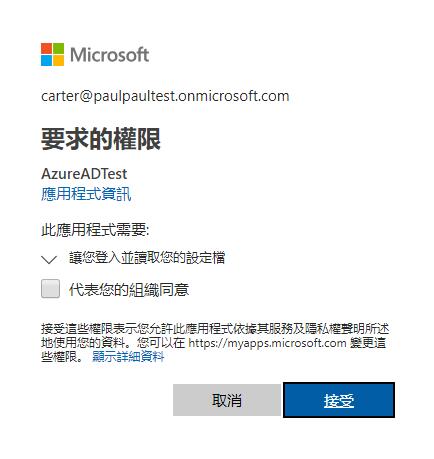 Microsoft
carter@paulpaultest.onmicrosoft.com
要求的權限
AzureADTest
應用程式資訊
此應用程式需要:
讓您登入並讀取您的設定檔
代表您的組織同意
接受這些權限表示您允許此應用程式依據其服務及隱私權聲明所述
地使用您的資料。您可以在 https://myapps.microsoft.com 變更這
些權限。 顯示詳細資料
取消
接受